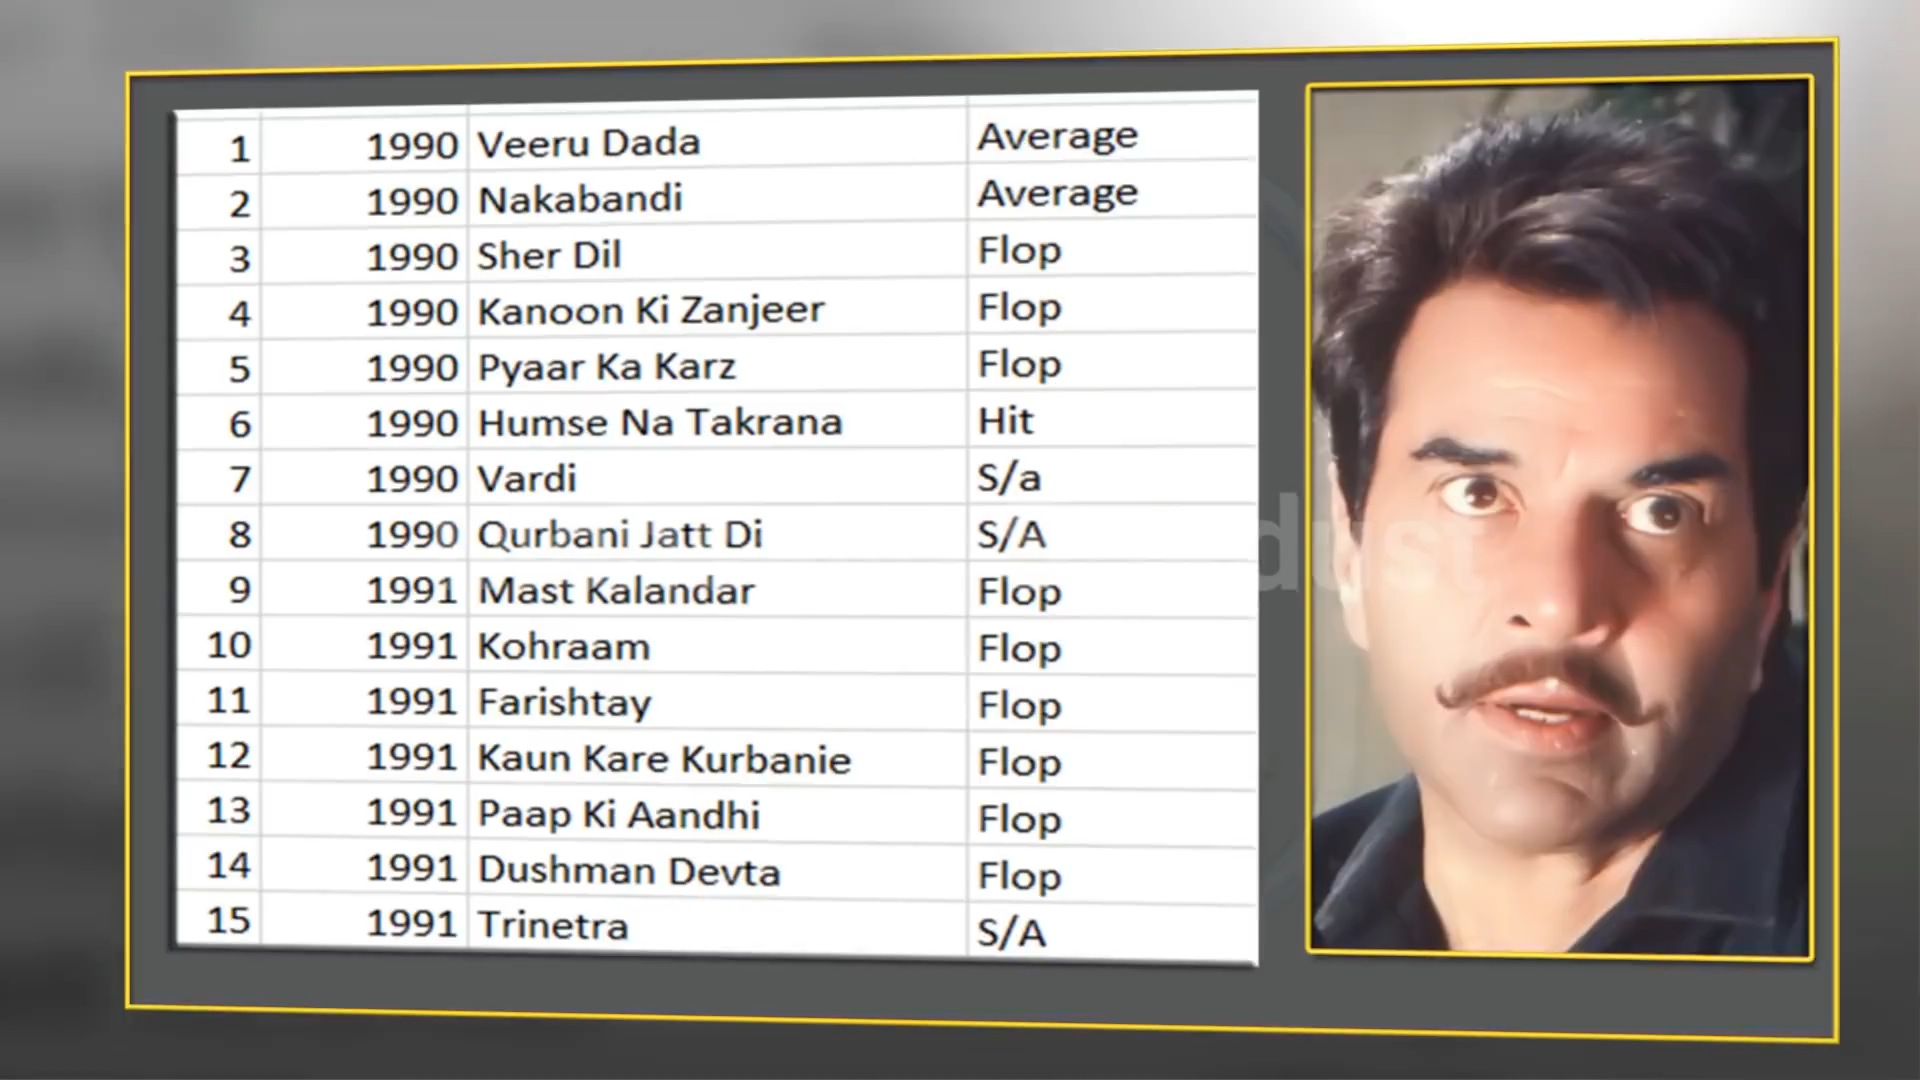 1 1990 Veeru Dada Average
2 1990 Nakabandi Average
3 1990 Sher Dil Flop
4 1990 Kanoon Ki Zanjeer Flop
5 1990 Pyaar Ka Karz Flop
6 1990 Humse Na Takrana Hit
7 1990 Vardi S/a
8 1990 Qurbani Jatt Di S/A
9 1991 Mast Kalandar Flop
10 1991 Kohraam Flop
11 1991 Farishtay Flop
12 1991 Kaun Kare Kurbanie Flop
13 1991 Paap Ki Aandhi Flop
14 1991 Dushman Devta Flop
15 1991 Trinetra S/A